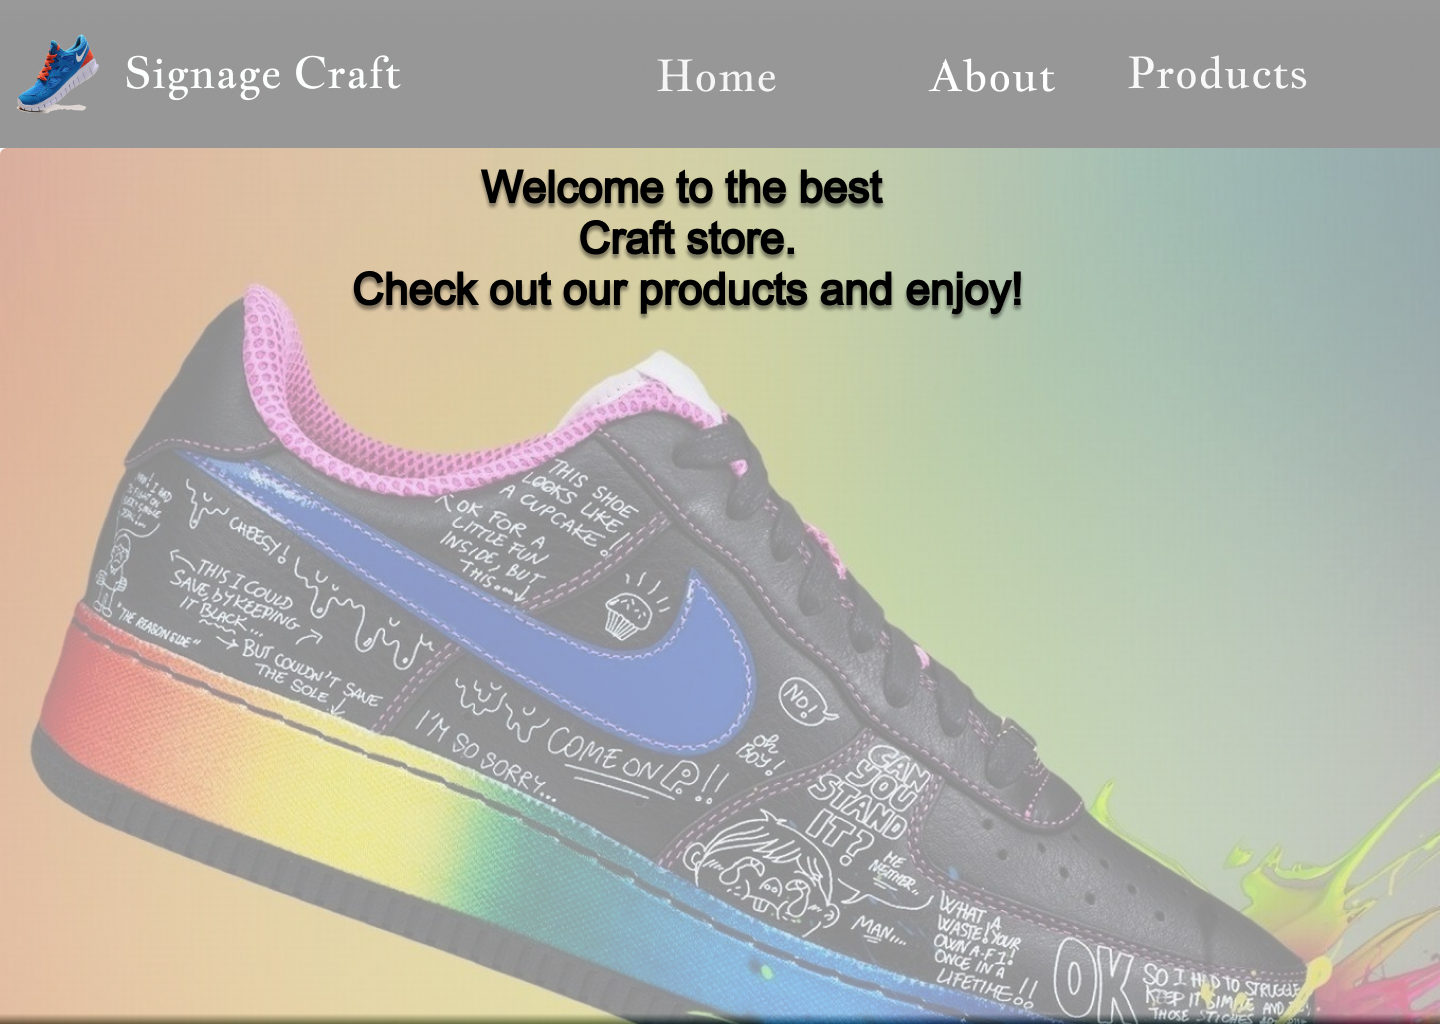 Signage Craft
Home
About
Products
Welcome to the best
Craft store.
Check out our products and enjoy!
THIS SHOE
LOOKS LIKE
A CUPCAKE!
OK FOR A
LITTLE FUN
INSIDE, BUT
THIS...
CHEESY!
THIS I COULD
SAVE, by KEEPING
IT BLACK...
"THE REASON SIDE"
BUT COULDN'T SAVE
THE SOLE
COME ON P.!!
I'M SO SORRY...
NO!
oh
BOY!
CAN
YOU
STAND
IT?
HE
NEITHER..
MAN....
WHAT A
WASTE! YOUR
OWN A.F.1!
ONCE IN A
LIFETIME!!
OK
SO I HAD TO STRUGGLE
KEEP IT SIMPLE AND
THOSE STICHES